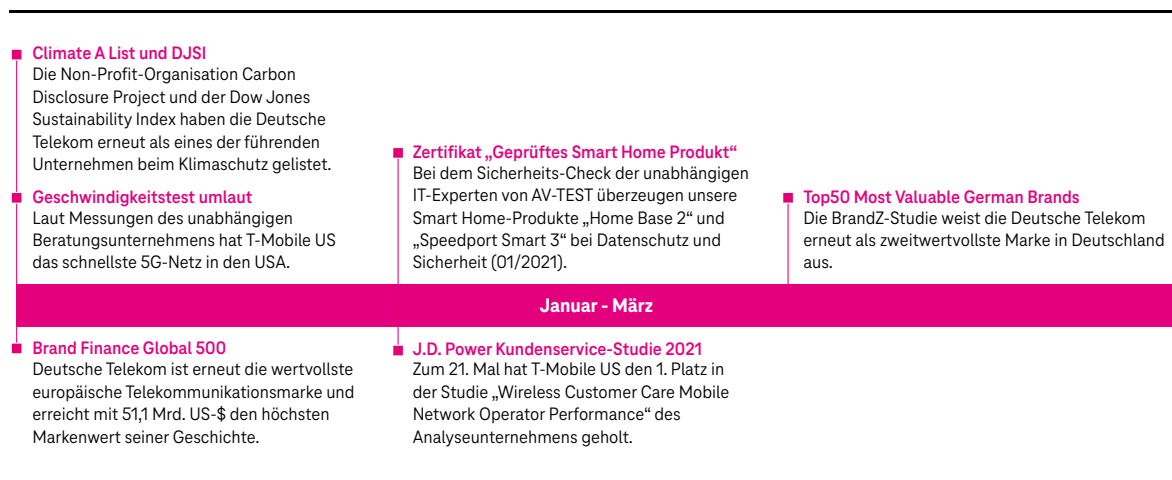 Climate A List und DJSI
Die Non-Profit-Organisation Carbon
Disclosure Project und der Dow Jones
Sustainability Index haben die Deutsche
Telekom erneut als eines der führenden
Unternehmen beim Klimaschutz gelistet.
Geschwindigkeitstest umlaut
Laut Messungen des unabhängigen
Beratungsunternehmens hat T-Mobile US
das schnellste 5G-Netz in den USA.
Zertifikat „Geprüftes Smart Home Produkt“
Bei dem Sicherheits-Check der unabhängigen
IT-Experten von AV-TEST überzeugen unsere
Smart Home-Produkte „Home Base 2“ und
„Speedport Smart 3“ bei Datenschutz und
Sicherheit (01/2021).
Top50 Most Valuable German Brands
Die BrandZ-Studie weist die Deutsche Telekom
erneut als zweitwertvollste Marke in Deutschland
aus.
Januar - März
Brand Finance Global 500
Deutsche Telekom ist erneut die wertvollste
europäische Telekommunikationsmarke und
erreicht mit 51,1 Mrd. US-$ den höchsten
Markenwert seiner Geschichte.
J.D. Power Kundenservice-Studie 2021
Zum 21. Mal hat T-Mobile US den 1. Platz in
der Studie „Wireless Customer Care Mobile
Network Operator Performance“ des
Analyseunternehmens geholt.